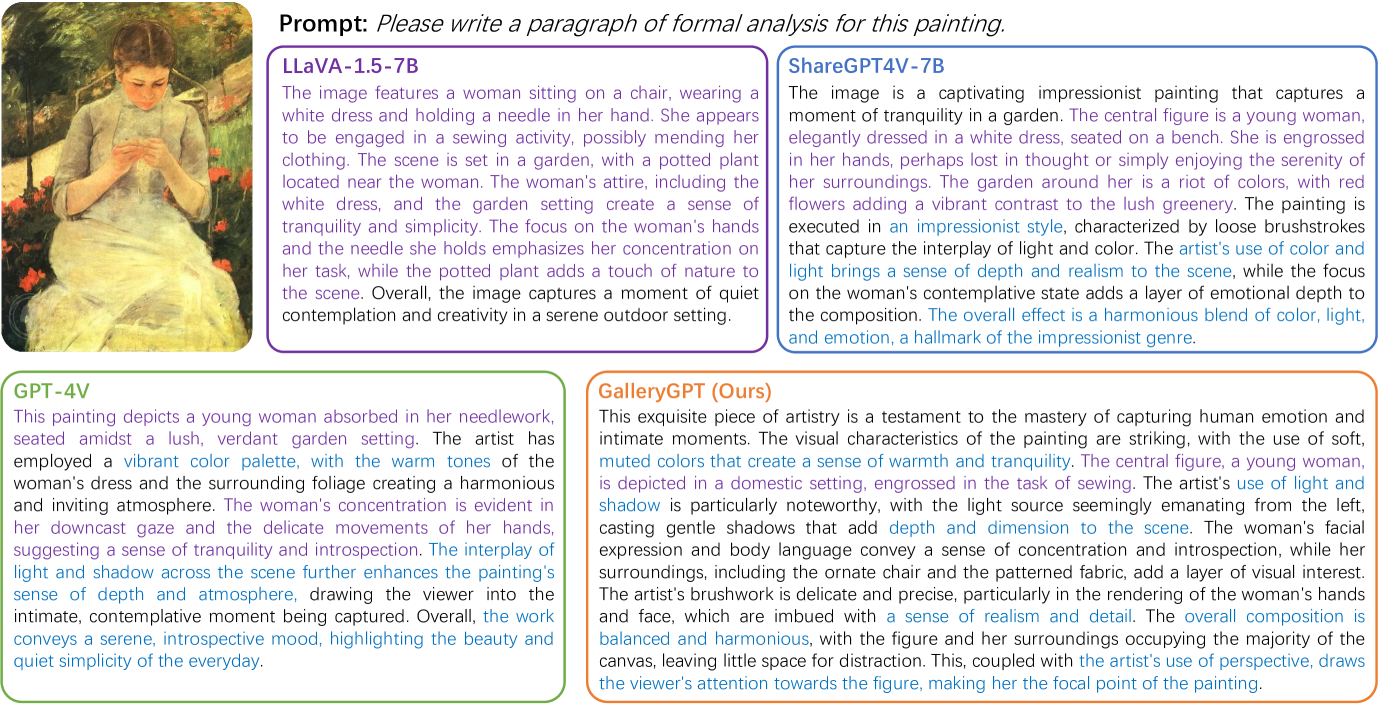 Prompt: Please write a paragraph of formal analysis for this painting.
LLaVA-1.5-7B
The image features a woman sitting on a chair, wearing a
white dress and holding a needle in her hand. She appears
to be engaged in a sewing activity, possibly mending her
clothing. The scene is set in a garden, with a potted plant
located near the woman. The woman's attire, including the
white dress, and the garden setting create a sense of
tranquility and simplicity. The focus on the woman's hands
and the needle she holds emphasizes her concentration on
her task, while the potted plant adds a touch of nature to
the scene. Overall, the image captures a moment of quiet
contemplation and creativity in a serene outdoor setting.
ShareGPT4V-7B
The image is a captivating impressionist painting that captures a
moment of tranquility in a garden. The central figure is a young woman,
elegantly dressed in a white dress, seated on a bench. She is engrossed
in her hands, perhaps lost in thought or simply enjoying the serenity of
her surroundings. The garden around her is a riot of colors, with red
flowers adding a vibrant contrast to the lush greenery. The painting is
executed in an impressionist style, characterized by loose brushstrokes
that capture the interplay of light and color. The artist's use of color and
light brings a sense of depth and realism to the scene, while the focus
on the woman's contemplative state adds a layer of emotional depth to
the composition. The overall effect is a harmonious blend of color, light,
and emotion, a hallmark of the impressionist genre.
GPT-4V
This painting depicts a young woman absorbed in her needlework,
seated amidst a lush, verdant garden setting. The artist has
employed a vibrant color palette, with the warm tones of the
woman's dress and the surrounding foliage creating a harmonious
and inviting atmosphere. The woman's concentration is evident in
her downcast gaze and the delicate movements of her hands,
suggesting a sense of tranquility and introspection. The interplay of
light and shadow across the scene further enhances the painting's
sense of depth and atmosphere, drawing the viewer into the
intimate, contemplative moment being captured. Overall, the work
conveys a serene, introspective mood, highlighting the beauty and
quiet simplicity of the everyday.
GalleryGPT (Ours)
This exquisite piece of artistry is a testament to the mastery of capturing human emotion and
intimate moments. The visual characteristics of the painting are striking, with the use of soft,
muted colors that create a sense of warmth and tranquility. The central figure, a young woman,
is depicted in a domestic setting, engrossed in the task of sewing. The artist's use of light and
shadow is particularly noteworthy, with the light source seemingly emanating from the left,
casting gentle shadows that add depth and dimension to the scene. The woman's facial
expression and body language convey a sense of concentration and introspection, while her
surroundings, including the ornate chair and the patterned fabric, add a layer of visual interest.
The artist's brushwork is delicate and precise, particularly in the rendering of the woman's hands
and face, which are imbued with a sense of realism and detail. The overall composition is
balanced and harmonious, with the figure and her surroundings occupying the majority of the
canvas, leaving little space for distraction. This, coupled with the artist's use of perspective, draws
the viewer's attention towards the figure, making her the focal point of the painting.